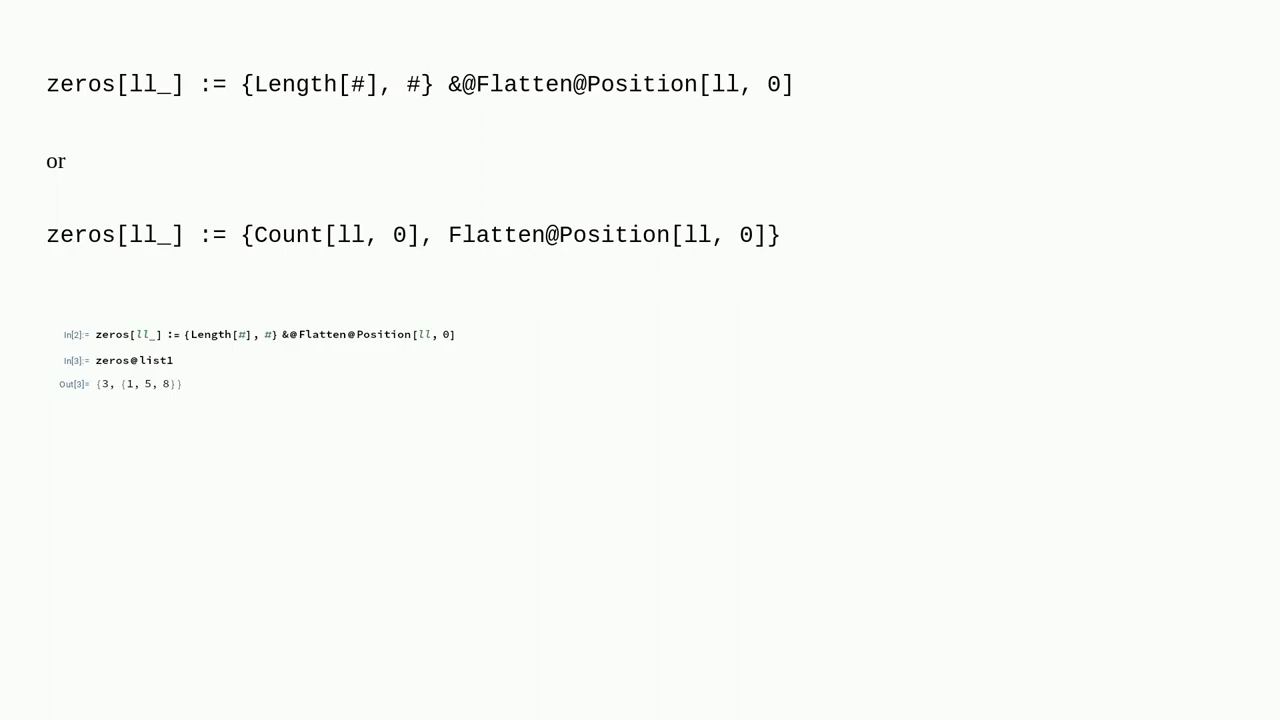 zeros[ll_] := {Length[#], #} &@Flatten@Position[ll, 0]
or
zeros[ll_] := {Count[ll, 0], Flatten@Position[ll, 0]}
In[2]:= zeros[ll_] := {Length[#], #} &@Flatten@Position[ll, 0]
In[3]:= zeros@list1
Out[3]= {3, {1, 5, 8}}